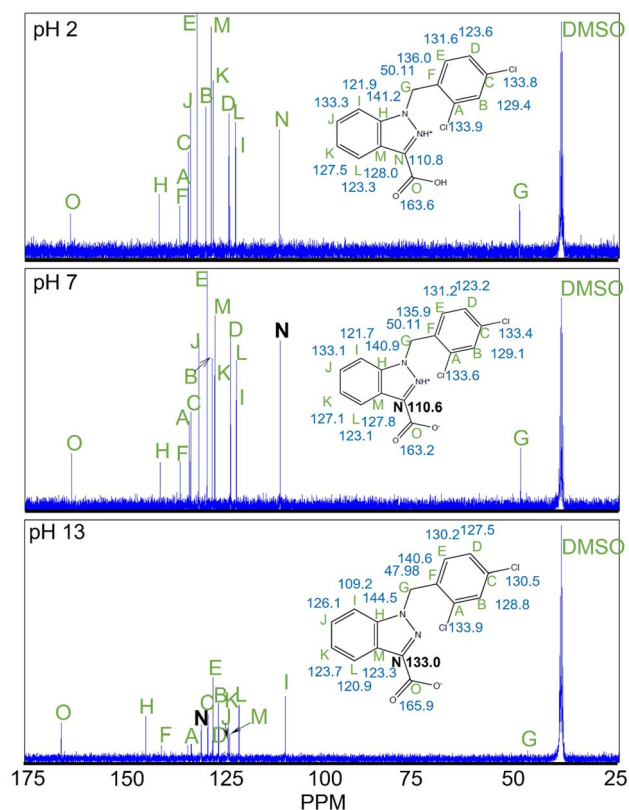 pH 2
E
M
DMSO
K
J
B
D
L
N
C
I
A
H
F
O
G
131.6 123.6
136.0
E
D
50.11
F
C
Cl
133.8
G
B
129.4
A
Cl
133.9
121.9
I
133.3
141.2
J
H
N
NH+
K
M
N
110.8
127.5
L
128.0
123.3
O
O
OH
163.6
pH 7
E
DMSO
M
N
J
D
B
L
K
A
C
I
O
H
F
G
131.2 123.2
135.9
E
D
50.11
F
C
Cl
133.4
G
B
129.1
A
Cl
133.6
121.7
I
133.1
140.9
J
H
N
NH+
K
M
N 110.6
127.1
L
127.8
123.1
O
O
O-
163.2
pH 13
DMSO
E
B
K
L
I
C
O
H
N
J
M
F
A
D
G
130.2 127.5
140.6
E
D
47.98
F
C
Cl
130.5
G
B
128.8
A
Cl
133.9
109.2
I
126.1
144.5
J
H
N
N
K
M
N 133.0
123.7
L
123.3
120.9
O
O
O-
165.9
175 150 125 100 75 50 25
PPM